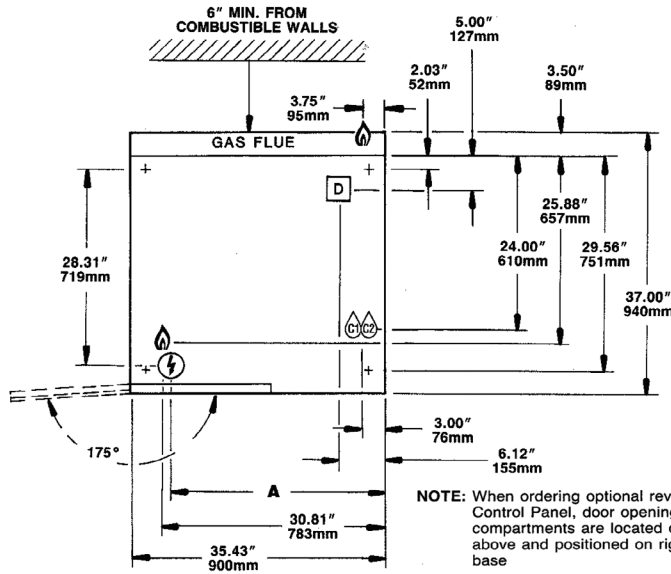 6" MIN. FROM
COMBUSTIBLE WALLS
5.00"
127mm
2.03"
52mm
3.50"
89mm
3.75"
95mm
GAS FLUE
D
25.88"
657mm
28.31"
719mm
24.00"
610mm
29.56"
751mm
37.00"
940mm
C1 C2
175°
3.00"
76mm
6.12"
155mm
A
30.81"
783mm
35.43"
900mm
NOTE: When ordering optional rev
Control Panel, door opening
compartments are located
above and positioned on
base